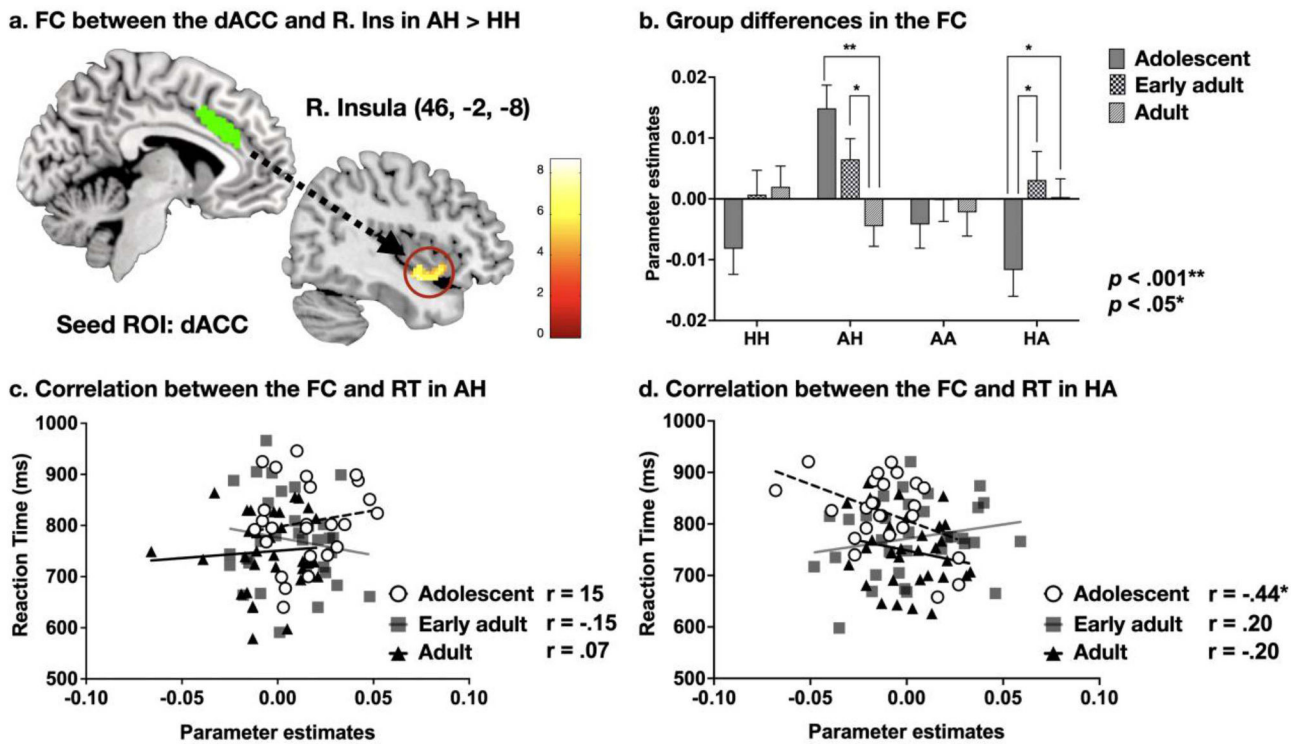 a. FC between the dACC and R. Ins in AH > HH
R. Insula (46, -2, -8)
8
6
4
2
0
Seed ROI: dACC
b. Group differences in the FC
Adolescent
Early adult
Adult
** 
*
*
*
0.02
0.01
0.00
-0.01
-0.02
Parameter estimates
HH AH AA HA
p < .001**
p < .05*
c. Correlation between the FC and RT in AH
1000
900
800
700
600
500
Reaction Time (ms)
-0.10 -0.05 0.00 0.05 0.10
Parameter estimates
Adolescent r = 15
Early adult r = -.15
Adult r = .07
d. Correlation between the FC and RT in HA
1000
900
800
700
600
500
Reaction Time (ms)
-0.10 -0.05 0.00 0.05 0.10
Parameter estimates
Adolescent r = -.44*
Early adult r = .20
Adult r = -.20